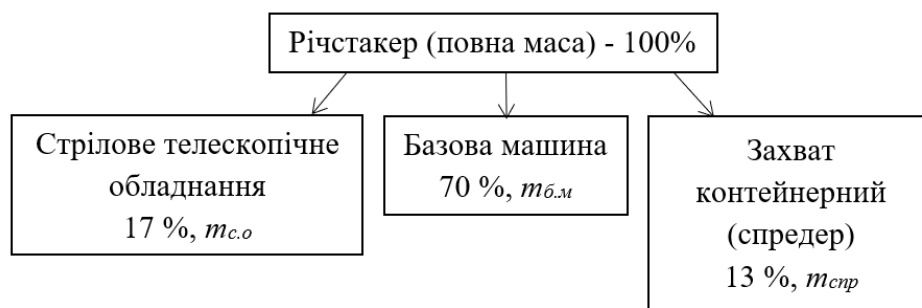 Річстакер (повна маса) - 100%
Стрілове телескопічне
обладнання
17 %, mс.о
Базова машина
70 %, mб.м
Захват
контейнерний
(спредер)
13 %, mспр